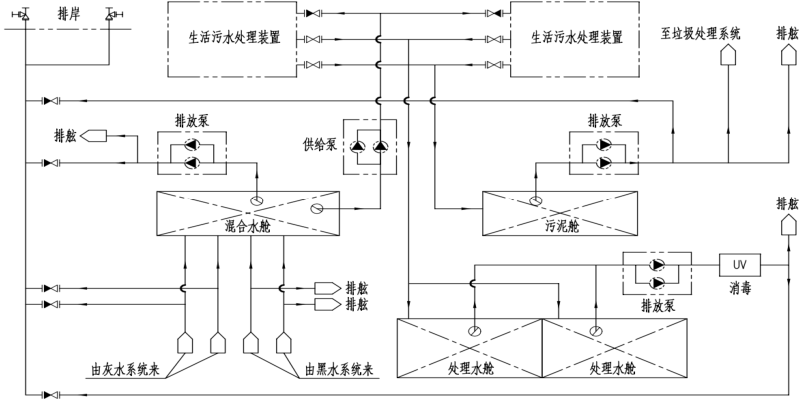 排岸
生活污水处理装置
生活污水处理装置
至垃圾处理系统
排舷
排舷
排放泵
供给泵
排放泵
混合水舱
污泥舱
排舷
UV
消毒
排放泵
排舷
排舷
由灰水系统来
由黑水系统来
处理水舱
处理水舱